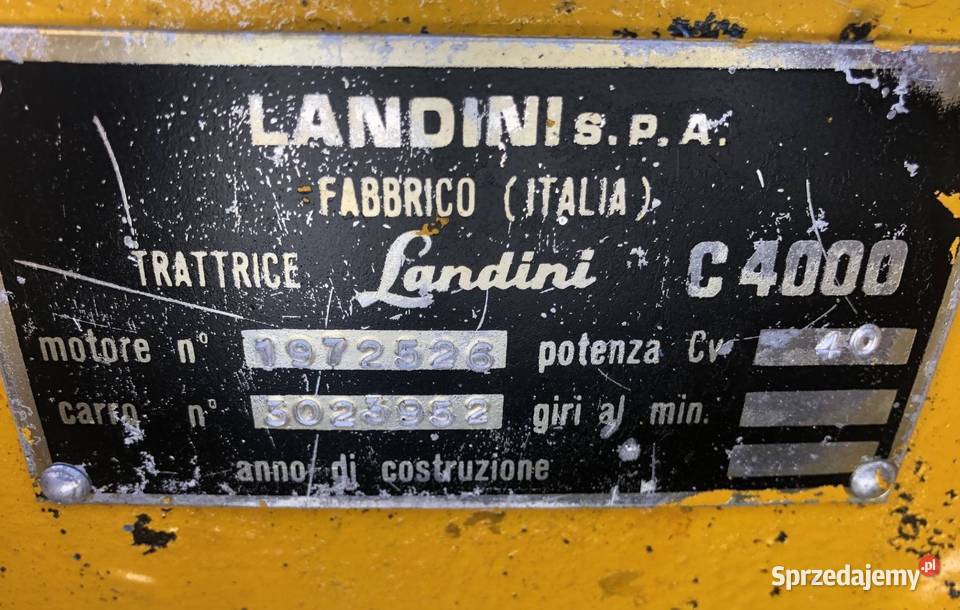 LANDINI S.P.A.
FABBRICO (ITALIA)
TRATTRICE Landini C 4000
motore n° 1972526 potenza Cv 40
carro n° 3023952 giri al min.
anno di costruzione
Sprzedajemy.pl